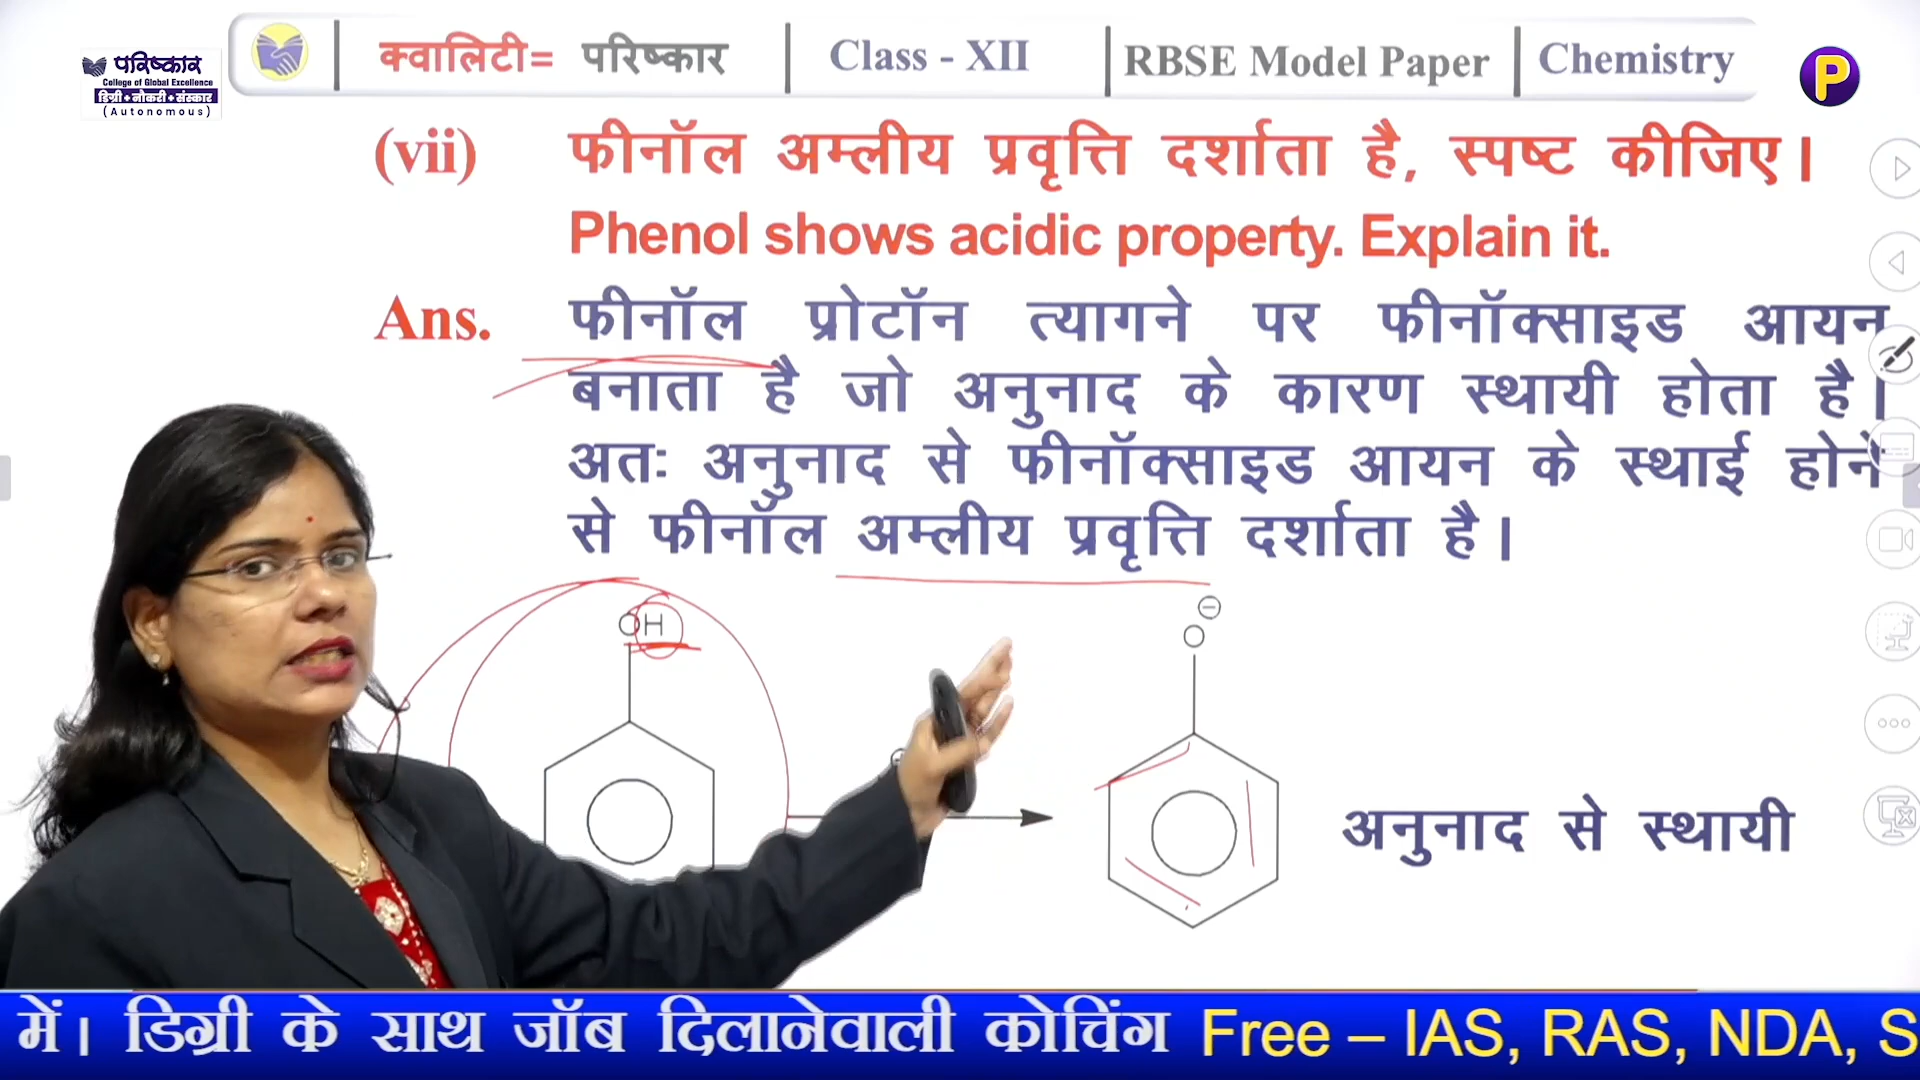 परिष्कार
College of Global Excellence
डिग्री + नौकरी + संस्कार
(Autonomous)
क्वालिटी= परिष्कार
Class - XII
RBSE Model Paper
Chemistry
P
(vii) फीनॉल अम्लीय प्रवृत्ति दर्शाता है, स्पष्ट कीजिए।
Phenol shows acidic property. Explain it.
Ans. फीनॉल प्रोटॉन त्यागने पर फीनॉक्साइड आयन
बनाता है जो अनुनाद के कारण स्थायी होता है।
अतः अनुनाद से फीनॉक्साइड आयन के स्थाई होने
से फीनॉल अम्लीय प्रवृत्ति दर्शाता है।
OH
⊖
O
अनुनाद से स्थायी
में। डिग्री के साथ जॉब दिलानेवाली कोचिंग Free – IAS, RAS, NDA, S